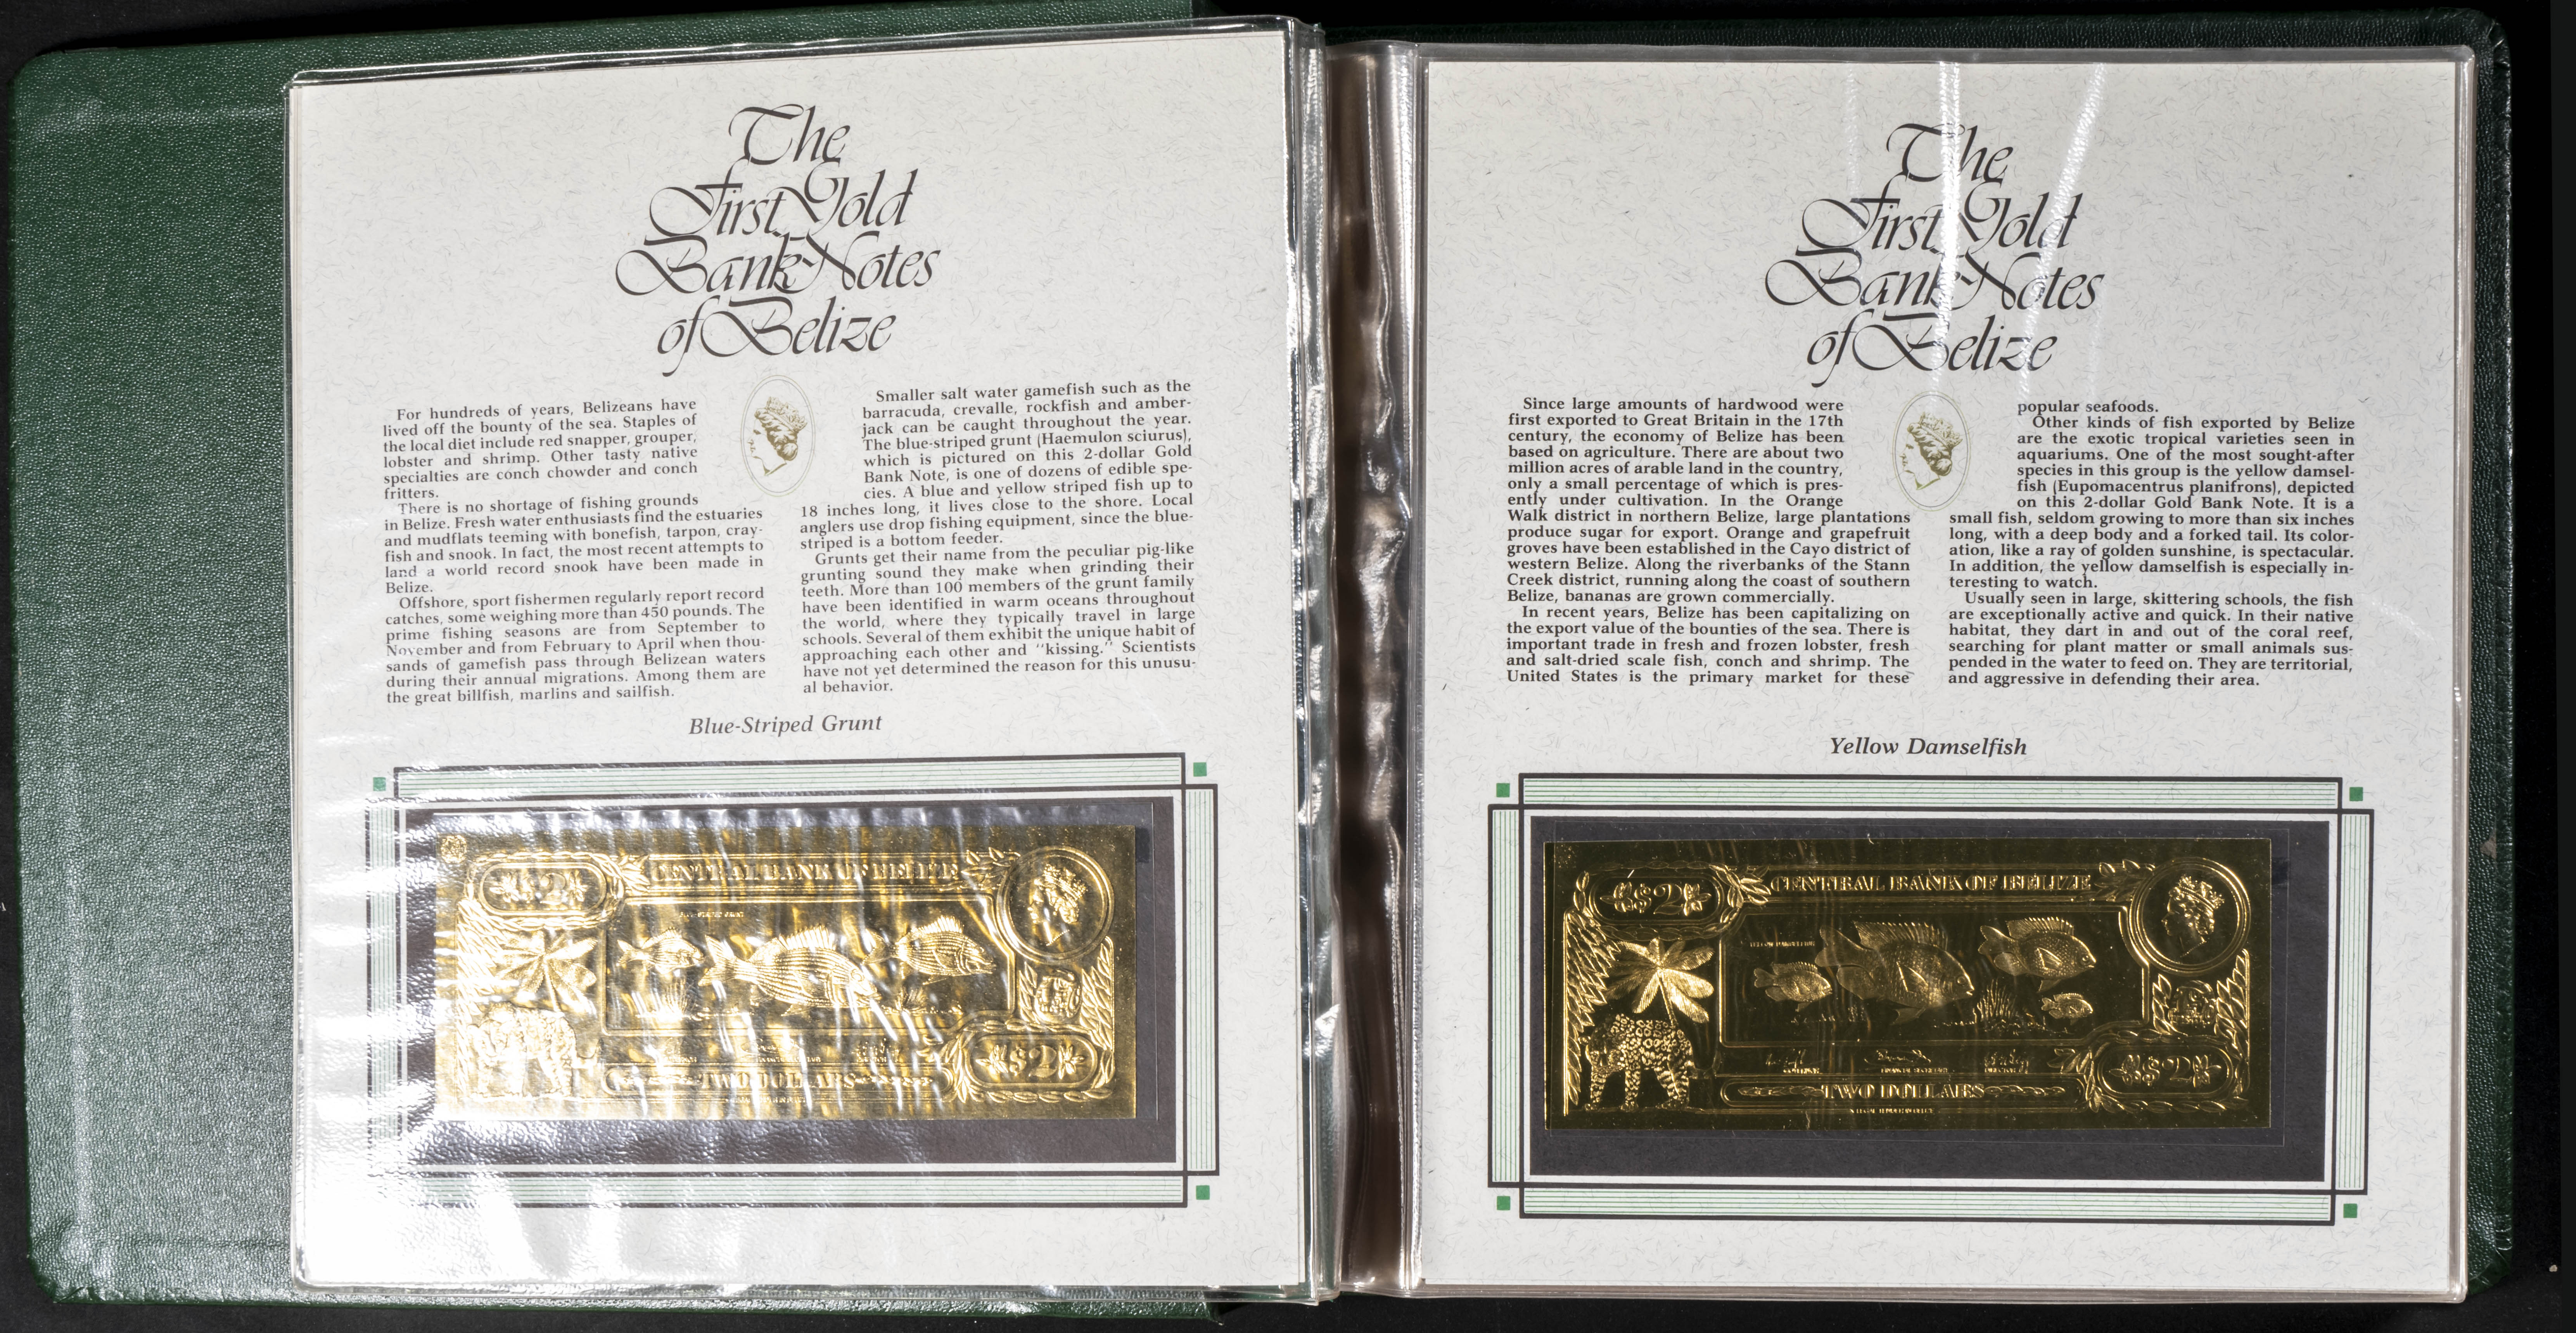 The
First Gold
Bank Notes
of Belize
For hundreds of years, Belizeans have
lived off the bounty of the sea. Staples of
the local diet include red snapper, grouper,
lobster and shrimp. Other tasty native
specialties are conch chowder and conch
fritters.
There is no shortage of fishing grounds
in Belize. Fresh water enthusiasts find the estuaries
and mudflats teeming with bonefish, tarpon, cray-
fish and snook. In fact, the most recent attempts to
land a world record snook have been made in
Belize.
Offshore, sport fishermen regularly report record
catches, some weighing more than 450 pounds. The
prime fishing seasons are from September to
November and from February to April when thou-
sands of gamefish pass through Belizean waters
during their annual migrations. Among them are
the great billfish, marlins and sailfish.
Smaller salt water gamefish such as the
barracuda, crevalle, rockfish and amber-
jack can be caught throughout the year.
The blue-striped grunt (Haemulon sciurus),
which is pictured on this 2-dollar Gold
Bank Note, is one of dozens of edible spe-
cies. A blue and yellow striped fish up to
18 inches long, it lives close to the shore. Local
anglers use drop fishing equipment, since the blue-
striped is a bottom feeder.
Grunts get their name from the peculiar pig-like
grunting sound they make when grinding their
teeth. More than 100 members of the grunt family
have been identified in warm oceans throughout
the world, where they typically travel in large
schools. Several of them exhibit the unique habit of
approaching each other and "kissing." Scientists
have not yet determined the reason for this unusu-
al behavior.
Blue-Striped Grunt
$2
CENTRAL BANK OF BELIZE
TWO DOLLARS
$2
The
First Gold
Bank Notes
of Belize
Since large amounts of hardwood were
first exported to Great Britain in the 17th
century, the economy of Belize has been
based on agriculture. There are about two
million acres of arable land in the country,
only a small percentage of which is pres-
ently under cultivation. In the Orange
Walk district in northern Belize, large plantations
produce sugar for export. Orange and grapefruit
groves have been established in the Cayo district of
western Belize. Along the riverbanks of the Stann
Creek district, running along the coast of southern
Belize, bananas are grown commercially.
In recent years, Belize has been capitalizing on
the export value of the bounties of the sea. There is
important trade in fresh and frozen lobster, fresh
and salt-dried scale fish, conch and shrimp. The
United States is the primary market for these
popular seafoods.
Other kinds of fish exported by Belize
are the exotic tropical varieties seen in
aquariums. One of the most sought-after
species in this group is the yellow damsel-
fish (Eupomacentrus planifrons), depicted
on this 2-dollar Gold Bank Note. It is a
small fish, seldom growing to more than six inches
long, with a deep body and a forked tail. Its color-
ation, like a ray of golden sunshine, is spectacular.
In addition, the yellow damselfish is especially in-
teresting to watch.
Usually seen in large, skittering schools, the fish
are exceptionally active and quick. In their native
habitat, they dart in and out of the coral reef,
searching for plant matter or small animals sus-
pended in the water to feed on. They are territorial,
and aggressive in defending their area.
Yellow Damselfish
$2
CENTRAL BANK OF BELIZE
YELLOW DAMSELFISH
TWO DOLLARS
$2